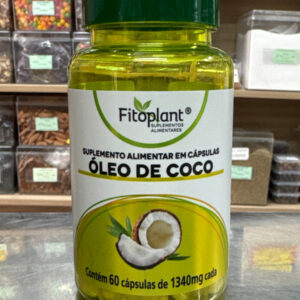 Fitoplant®
SUPLEMENTOS
ALIMENTARES
SUPLEMENTO ALIMENTAR EM CÁPSULAS
ÓLEO DE COCO
Contém 60 cápsulas de 1340mg cada